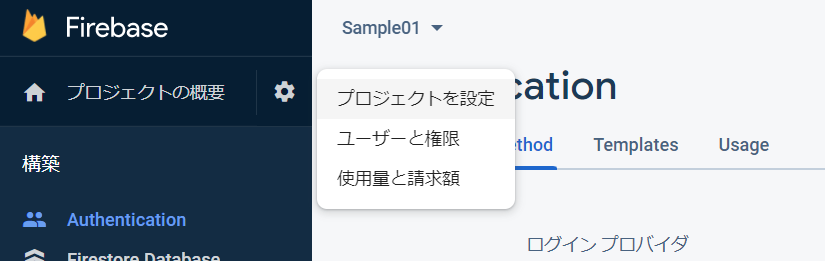 Firebase
Sample01
プロジェクトの概要
プロジェクトを設定
ユーザーと権限
使用量と請求額
cation
ethod
Templates
Usage
構築
Authentication
Firestore Database
ログイン プロバイダ